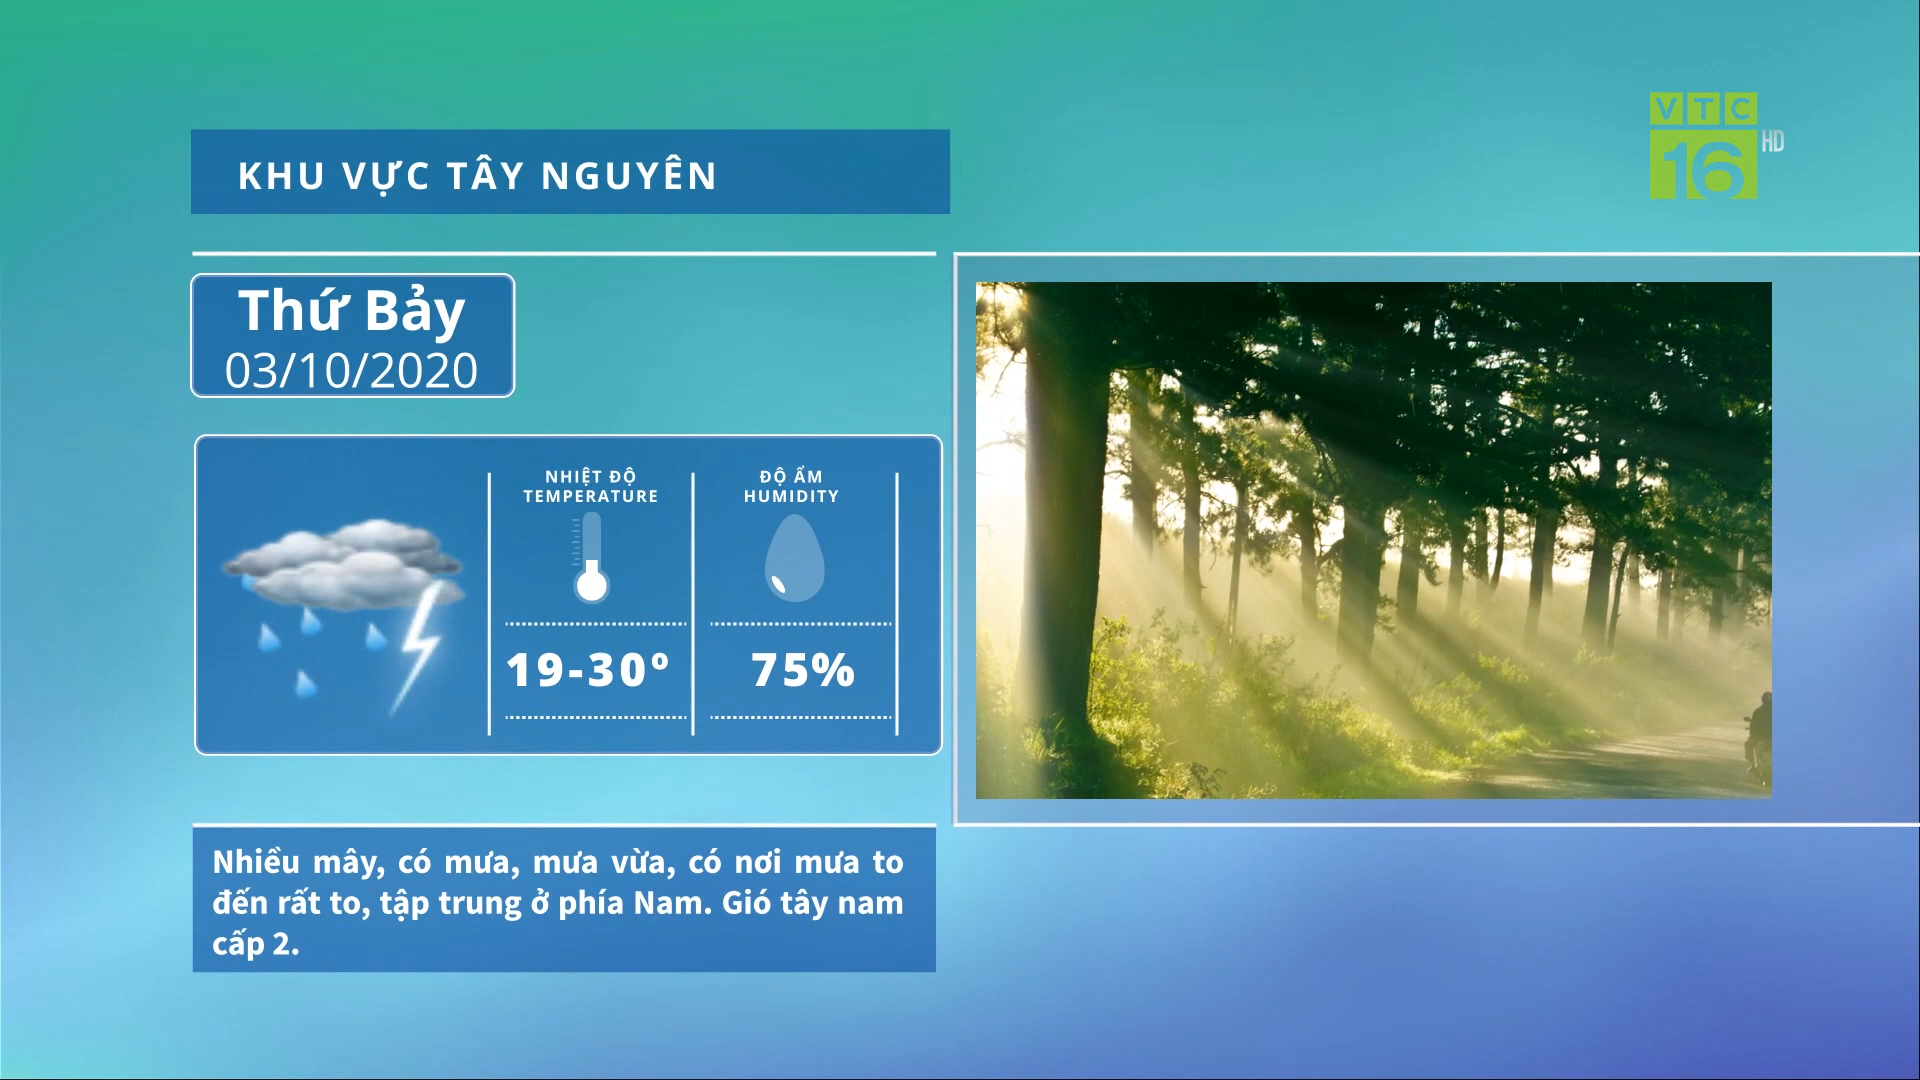 VTC
16 HD
KHU VỰC TÂY NGUYÊN
Thứ Bảy
03/10/2020
NHIỆT ĐỘ
TEMPERATURE
19-30º
ĐỘ ẨM
HUMIDITY
75%
Nhiều mây, có mưa, mưa vừa, có nơi mưa to
đến rất to, tập trung ở phía Nam. Gió tây nam
cấp 2.